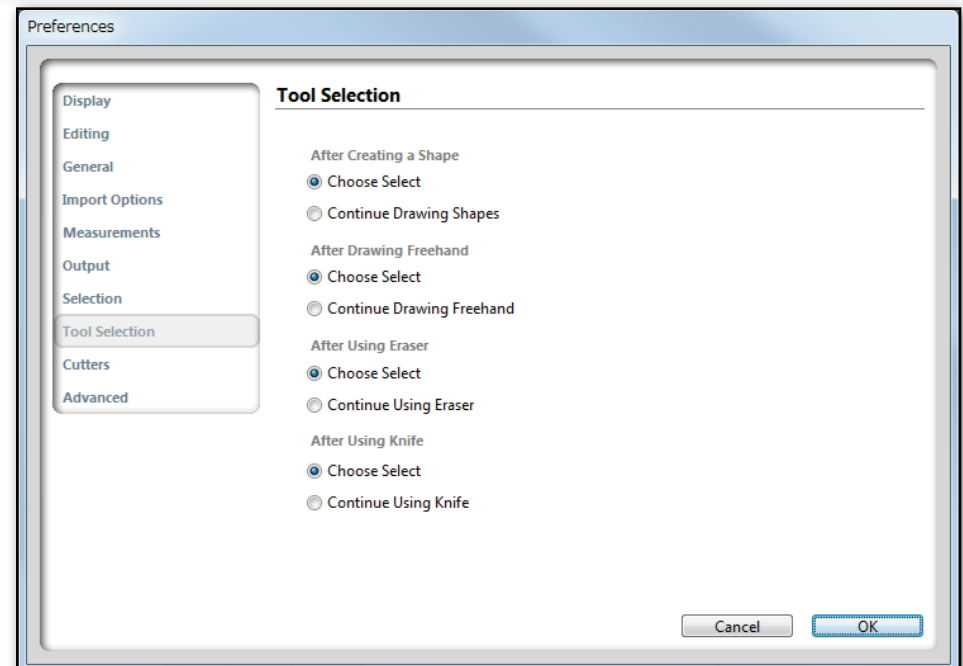 Preferences
Display
Editing
General
Import Options
Measurements
Output
Selection
Tool Selection
Cutters
Advanced
Tool Selection
After Creating a Shape
Choose Select
Continue Drawing Shapes
After Drawing Freehand
Choose Select
Continue Drawing Freehand
After Using Eraser
Choose Select
Continue Using Eraser
After Using Knife
Choose Select
Continue Using Knife
Cancel
OK